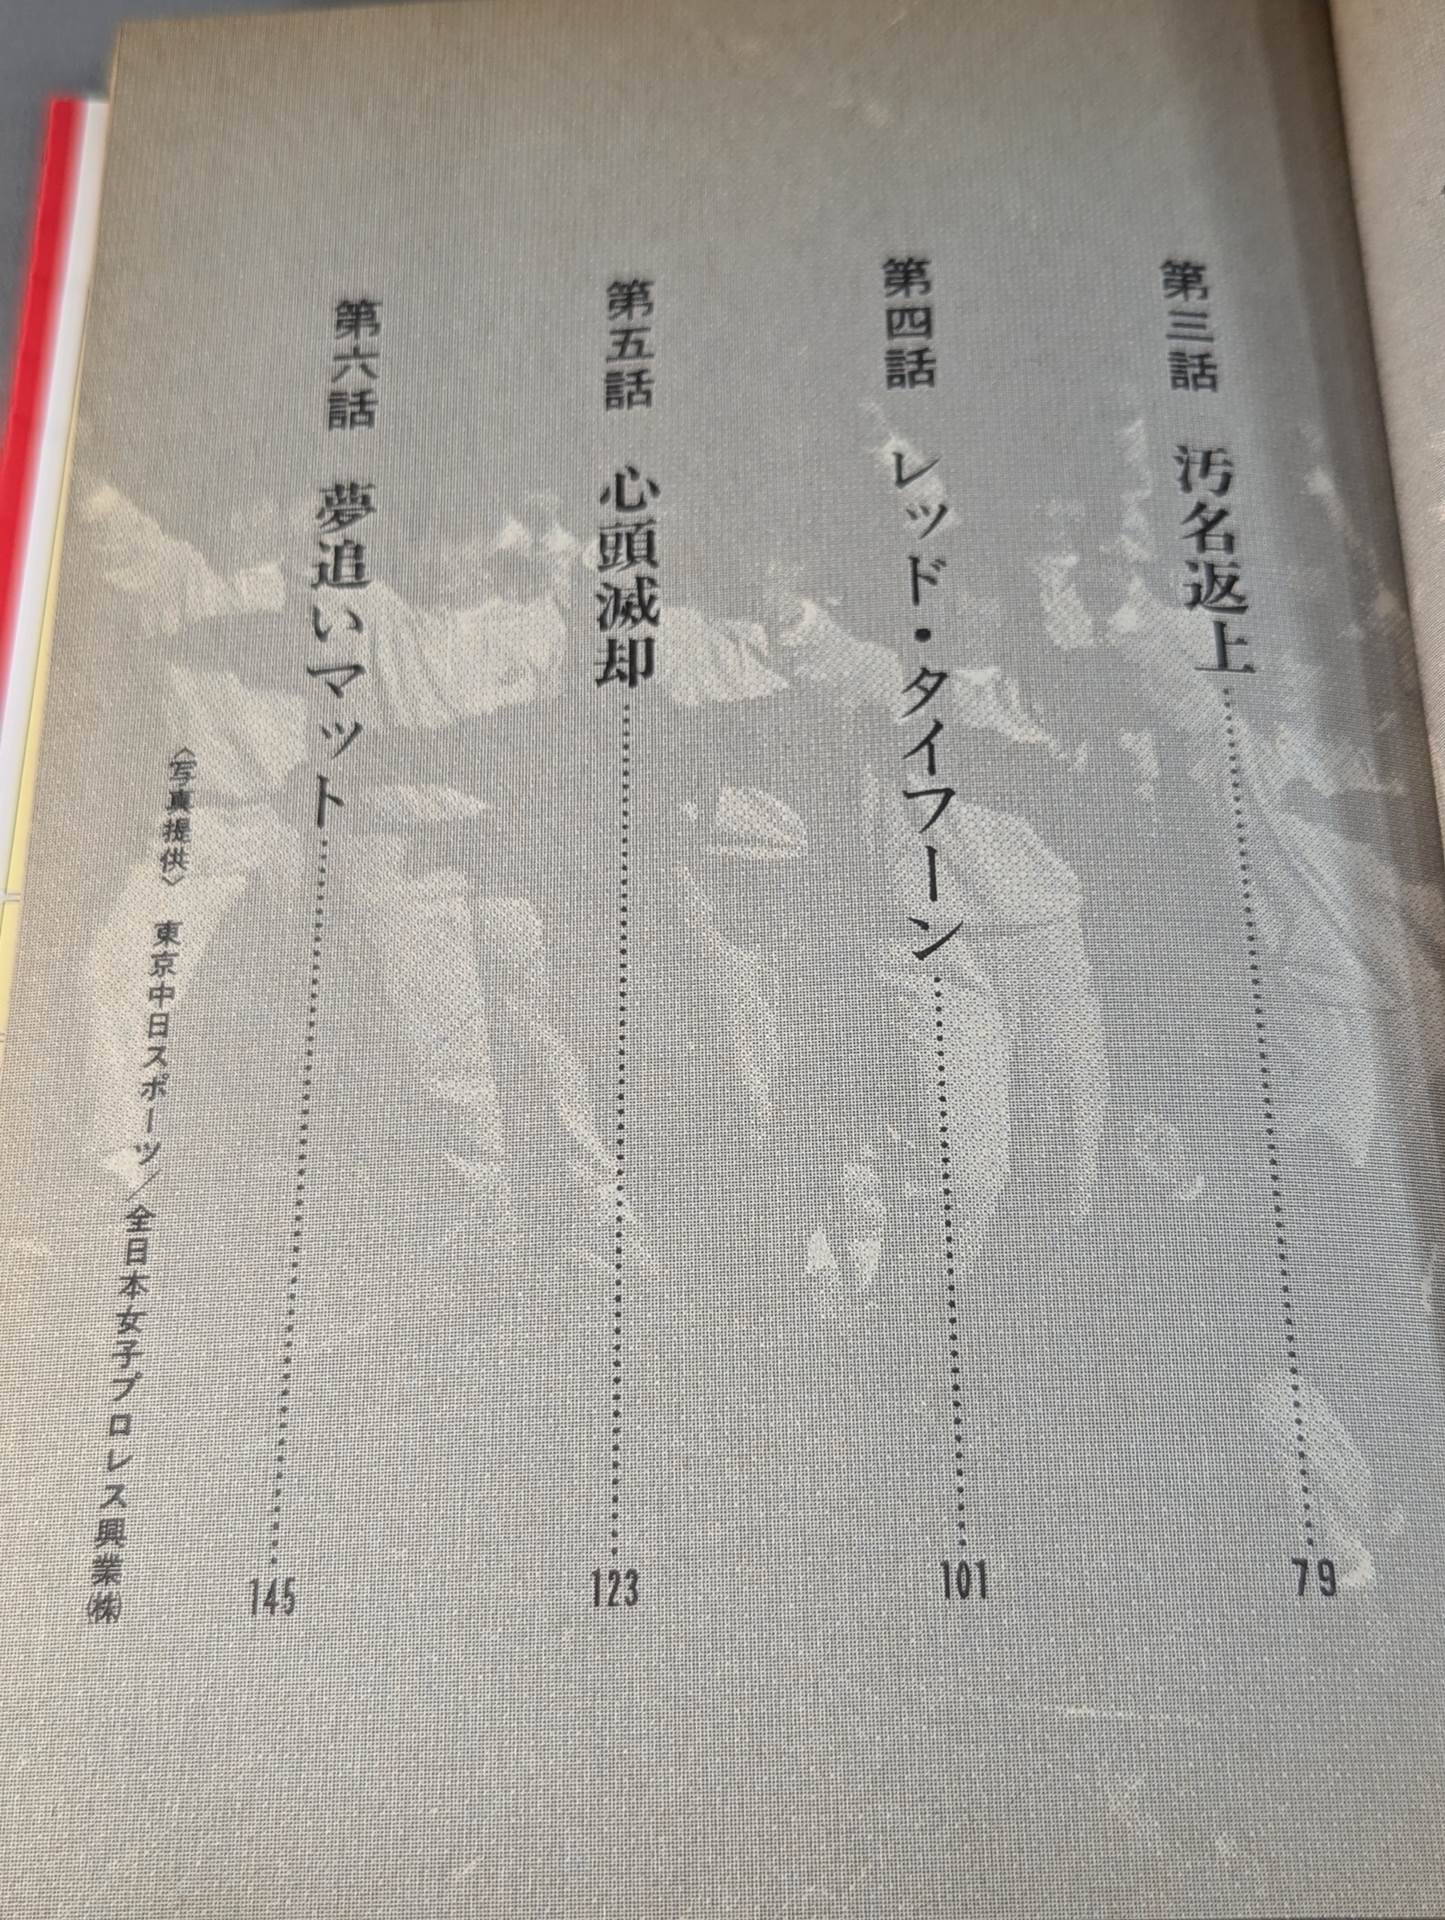 第三話　汚名返上……………79
第四話　レッド・タイフーン……………101
第五話　心頭滅却……………123
第六話　夢追いマット……………145
〈写真提供〉　東京中日スポーツ／全日本女子プロレス興業㈱